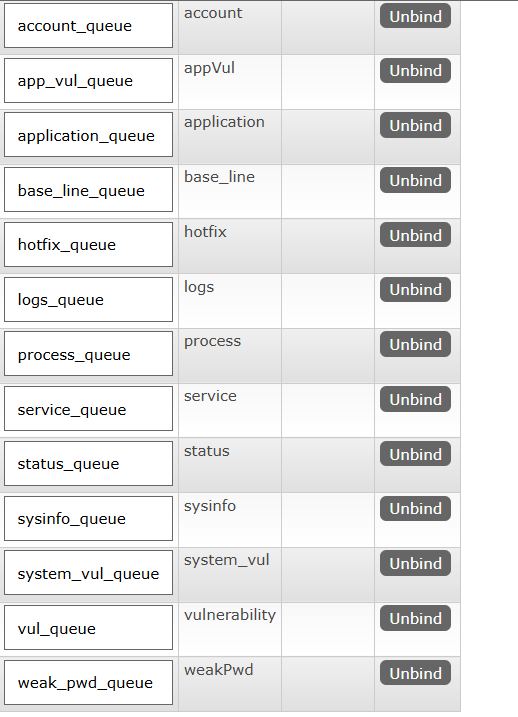 account_queue account Unbind
app_vul_queue appVul Unbind
application_queue application Unbind
base_line_queue base_line Unbind
hotfix_queue hotfix Unbind
logs_queue logs Unbind
process_queue process Unbind
service_queue service Unbind
status_queue status Unbind
sysinfo_queue sysinfo Unbind
system_vul_queue system_vul Unbind
vul_queue vulnerability Unbind
weak_pwd_queue weakPwd Unbind